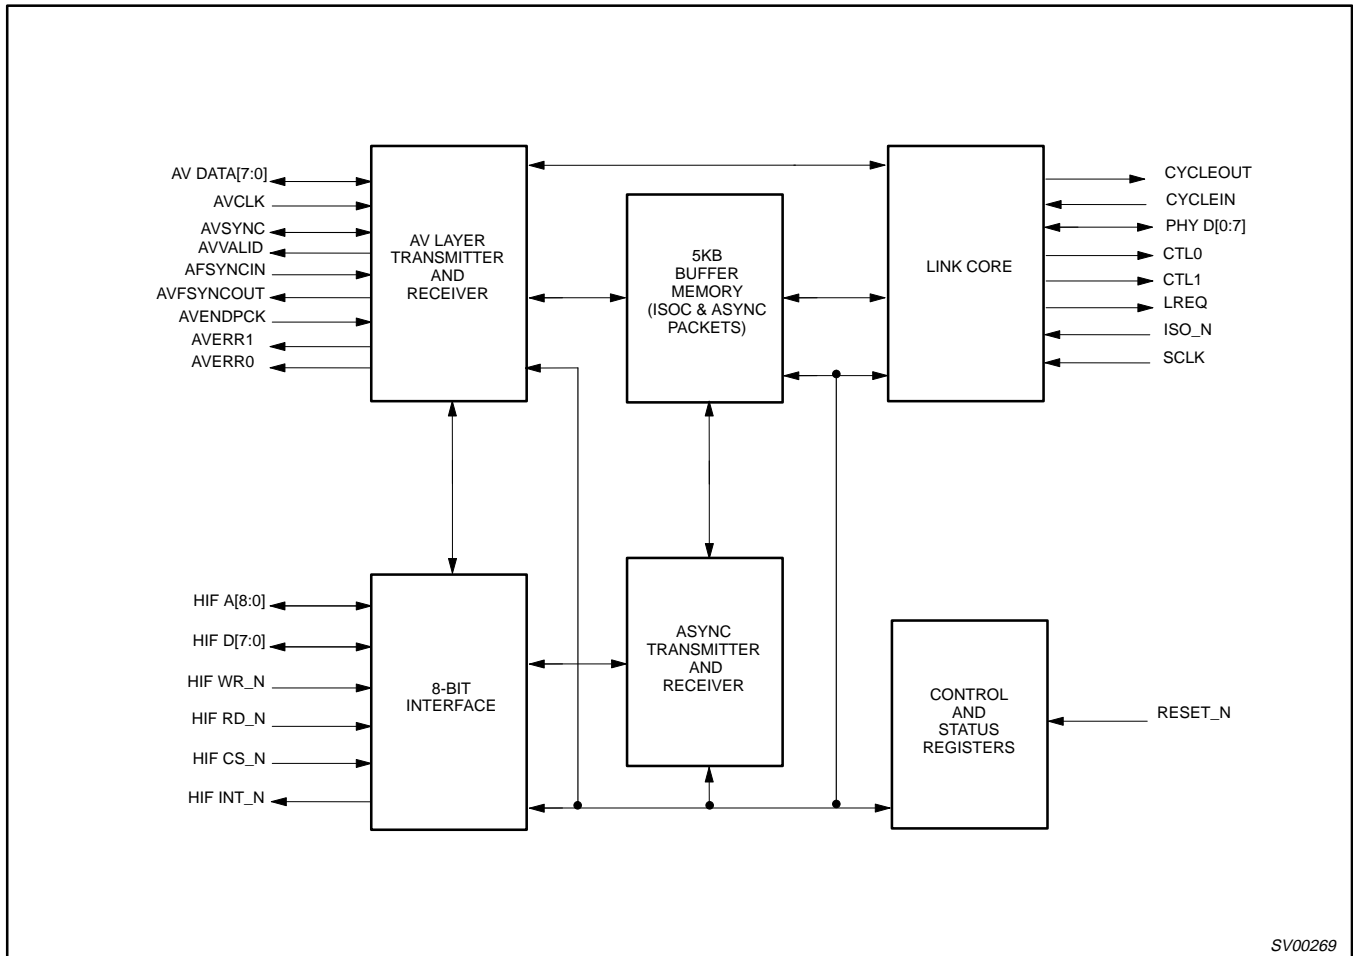 AV DATA[7:0]
AVCLK
AVSYNC
AVVALID
AFSYNCIN
AVFSYNCOUT
AVENDPCK
AVERR1
AVERR0
AV LAYER
TRANSMITTER
AND
RECEIVER
5KB
BUFFER
MEMORY
(ISOC & ASYNC
PACKETS)
LINK CORE
CYCLEOUT
CYCLEIN
PHY D[0:7]
CTL0
CTL1
LREQ
ISO_N
SCLK
HIF A[8:0]
HIF D[7:0]
HIF WR_N
HIF RD_N
HIF CS_N
HIF INT_N
8-BIT
INTERFACE
ASYNC
TRANSMITTER
AND
RECEIVER
CONTROL
AND
STATUS
REGISTERS
RESET_N
SV00269